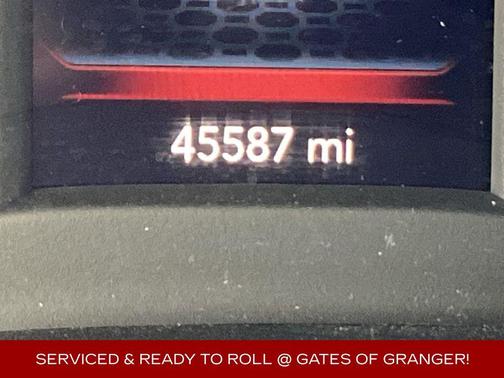 45587 mi
SERVICED & READY TO ROLL @ GATES OF GRANGER!